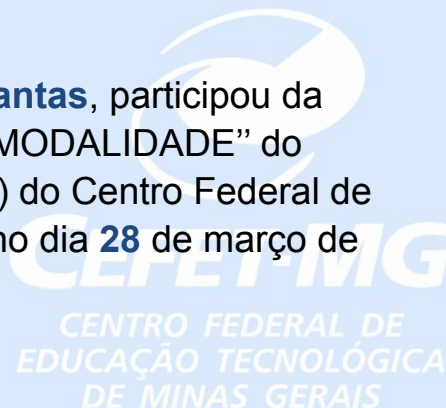 antas, participou da
MODALIDADE” do
) do Centro Federal de
no dia 28 de março de
CEFET-MG
CENTRO FEDERAL DE
EDUCAÇÃO TECNOLÓGICA
DE MINAS GERAIS